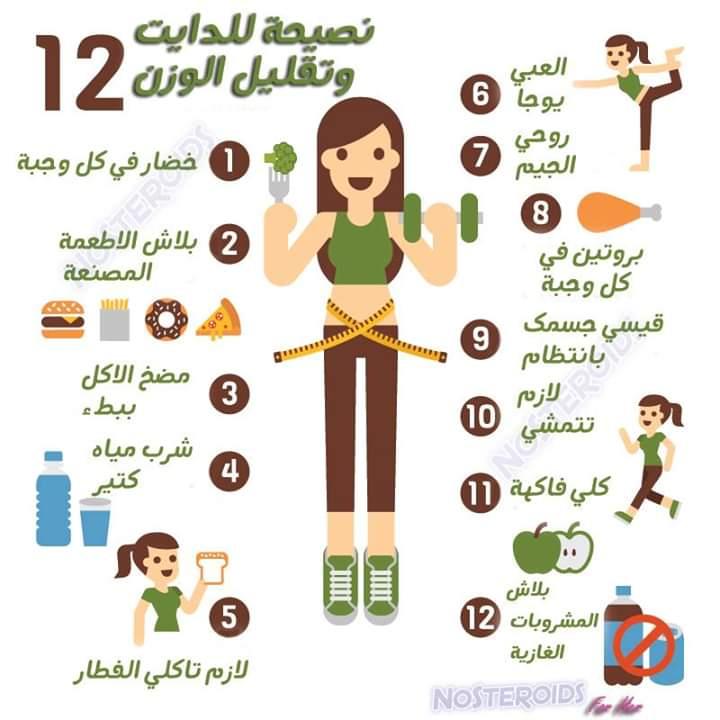 12
نصيحة للدايت
وتقليل الوزن
1
خضار في كل وجبة
2
بلاش الاطعمة
المصنعة
3
مضخ الاكل
ببطء
4
شرب مياه
كتير
5
لازم تاكلي الفطار
6
العبي
يوجا
7
روحي
الجيم
8
بروتين في
كل وجبة
9
قيسي جسمك
بانتظام
10
لازم
تتمشي
11
كلي فاكهة
12
بلاش
المشروبات
الغازية
NOSTEROIDS
NOSTEROIDS
NOSTEROIDS
For Her